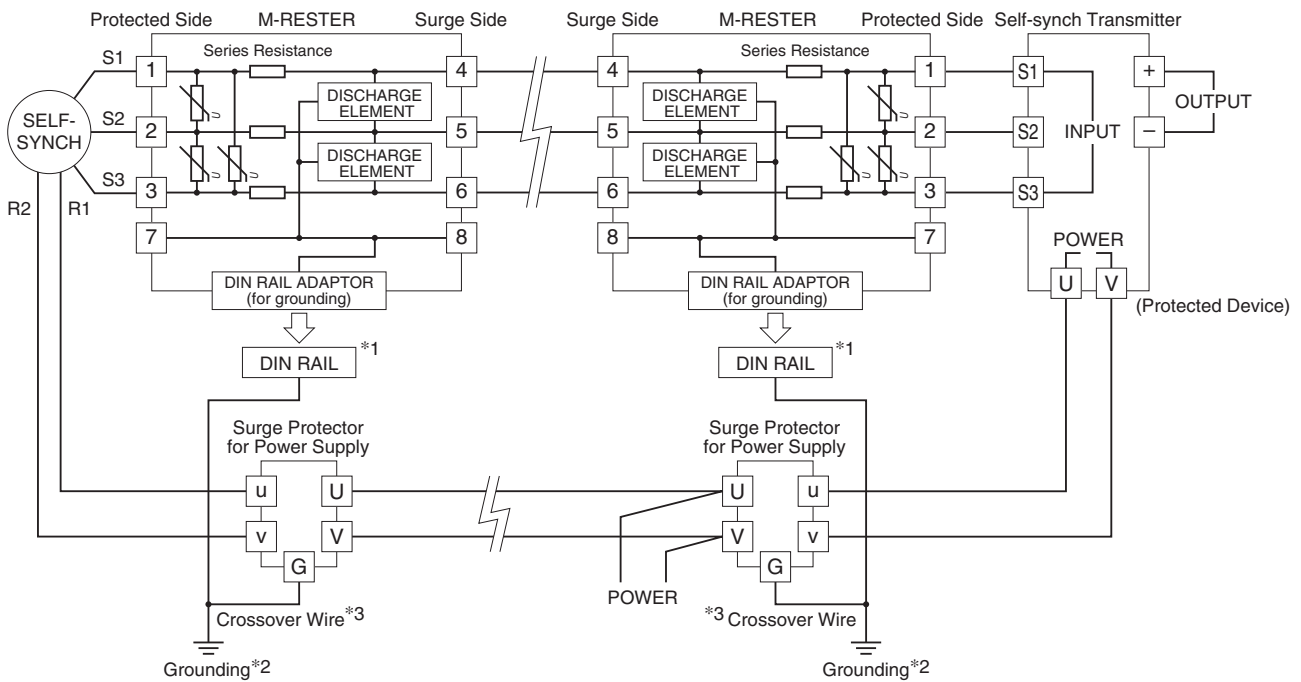 Protected Side M-RESTER Surge Side Surge Side M-RESTER Protected Side Self-synch Transmitter
Series Resistance Series Resistance
S1 1 4 4 1 S1 +
DISCHARGE ELEMENT DISCHARGE ELEMENT
OUTPUT
SELF-SYNCH S2 2 5 5 2 S2 INPUT −
DISCHARGE ELEMENT DISCHARGE ELEMENT
S3 3 6 6 3 S3
R2 R1
7 8 8 7
POWER
U V
DIN RAIL ADAPTOR DIN RAIL ADAPTOR
(for grounding) (for grounding)
(Protected Device)
DIN RAIL *1 DIN RAIL *1
Surge Protector Surge Protector
for Power Supply for Power Supply
u U U u
v V V v
G G
POWER
Crossover Wire*3 *3 Crossover Wire
Grounding*2 Grounding*2